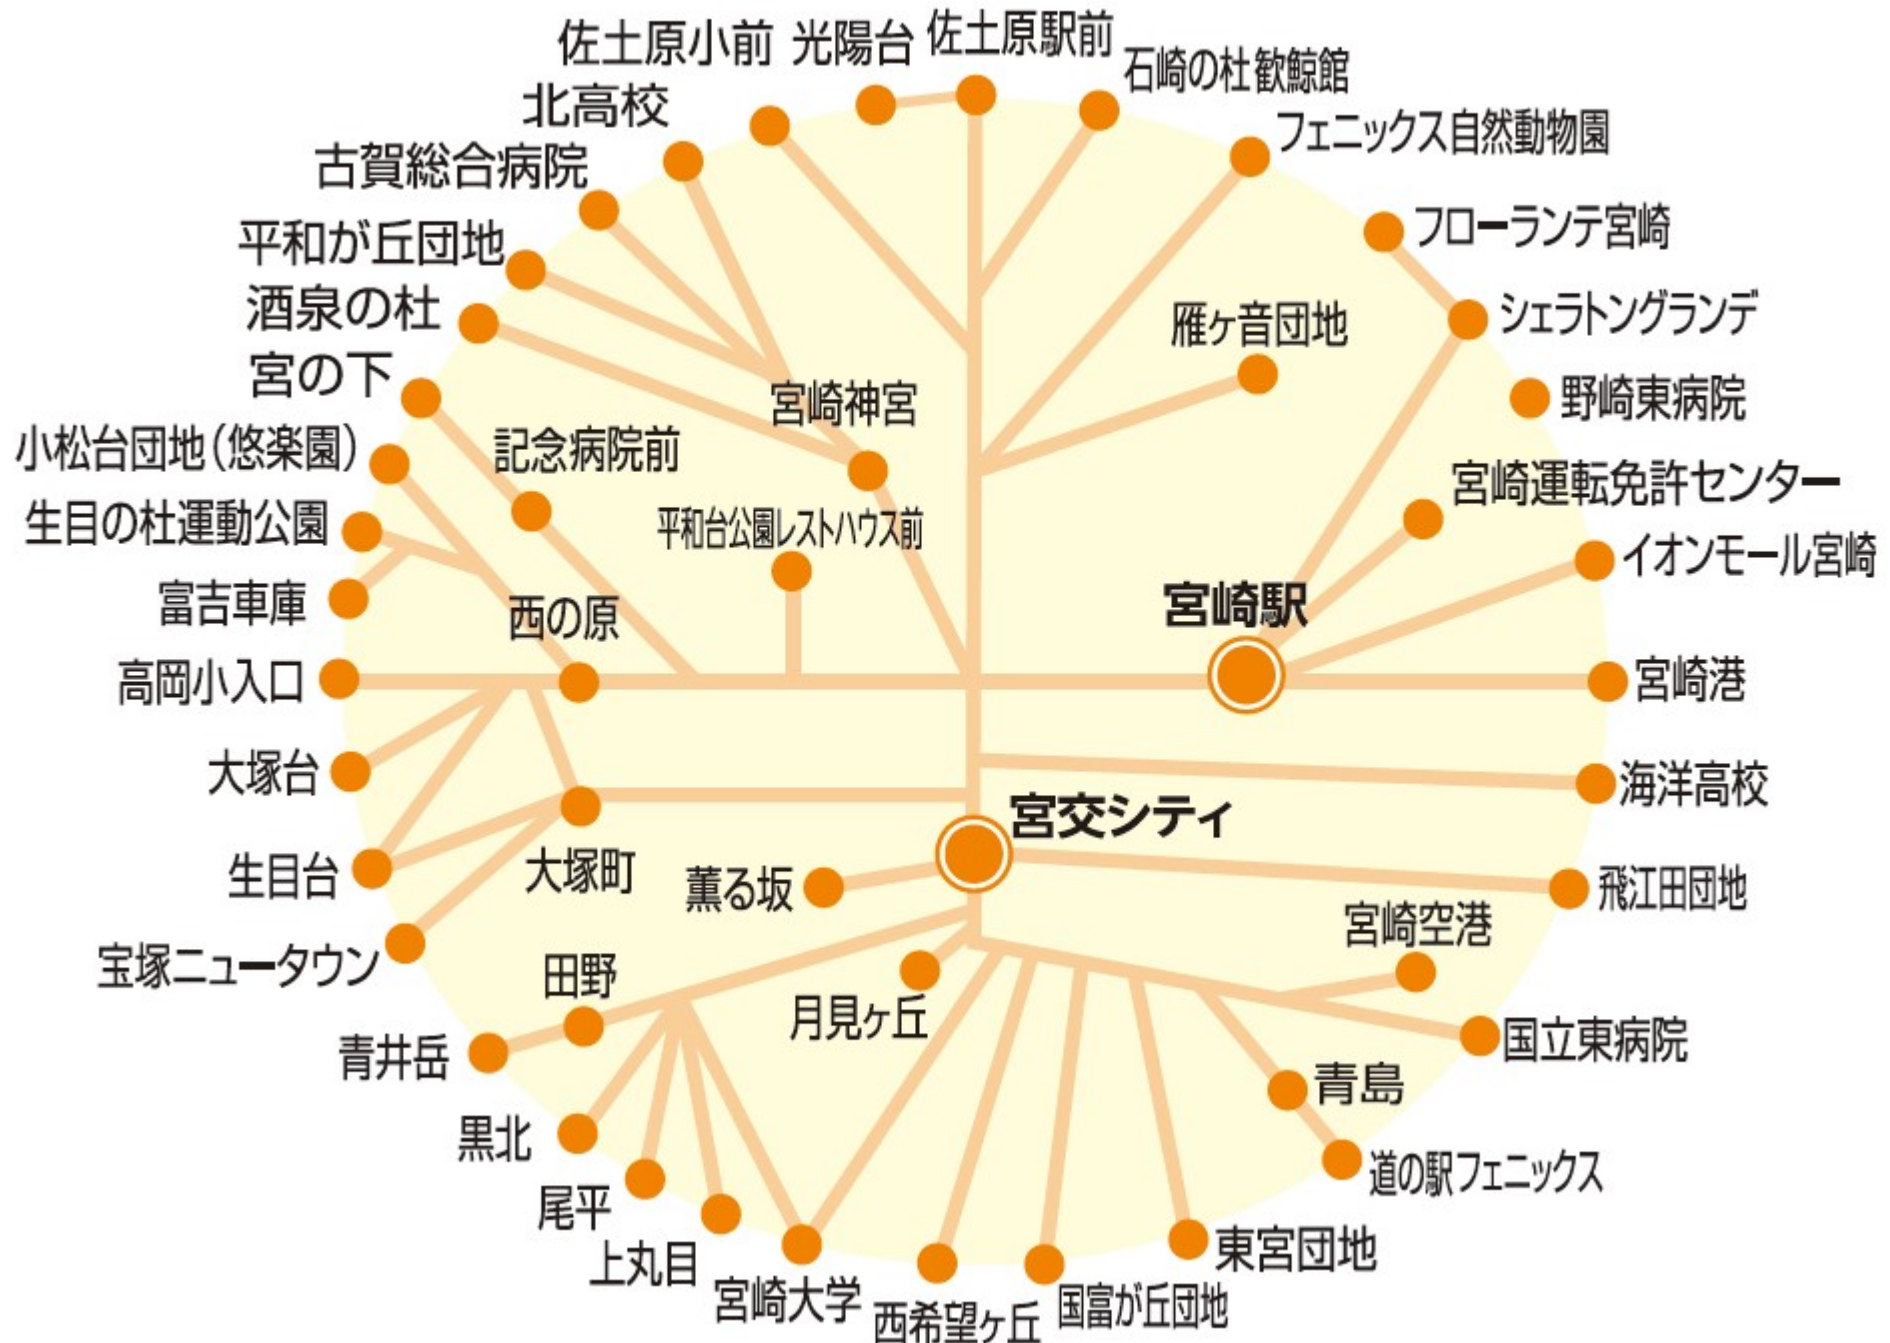 佐土原小前
光陽台
佐土原駅前
石崎の杜歓鯨館
北高校
フェニックス自然動物園
古賀総合病院
フローランテ宮崎
平和が丘団地
酒泉の杜
シェラトングランデ
雁ヶ音団地
宮の下
宮崎神宮
野崎東病院
小松台団地(悠楽園)
記念病院前
宮崎運転免許センター
生目の杜運動公園
平和台公園レストハウス前
イオンモール宮崎
富吉車庫
西の原
宮崎駅
高岡小入口
宮崎港
大塚台
海洋高校
宮交シティ
生目台
大塚町
薫る坂
飛江田団地
宮崎空港
宝塚ニュータウン
田野
月見ヶ丘
国立東病院
青井岳
青島
黒北
道の駅フェニックス
尾平
東宮団地
上丸目
宮崎大学
西希望ヶ丘
国富が丘団地